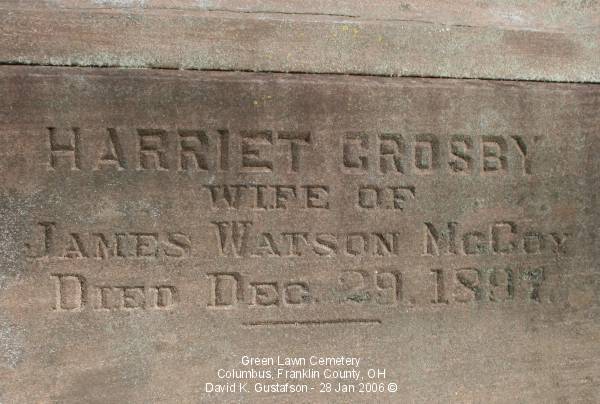 HARRIET CROSBY
WIFE OF
JAMES WATSON MCCOY
DIED DEC. 29. 1897.
Green Lawn Cemetery
Columbus, Franklin County, OH
David K. Gustafson - 28 Jan 2006 ©